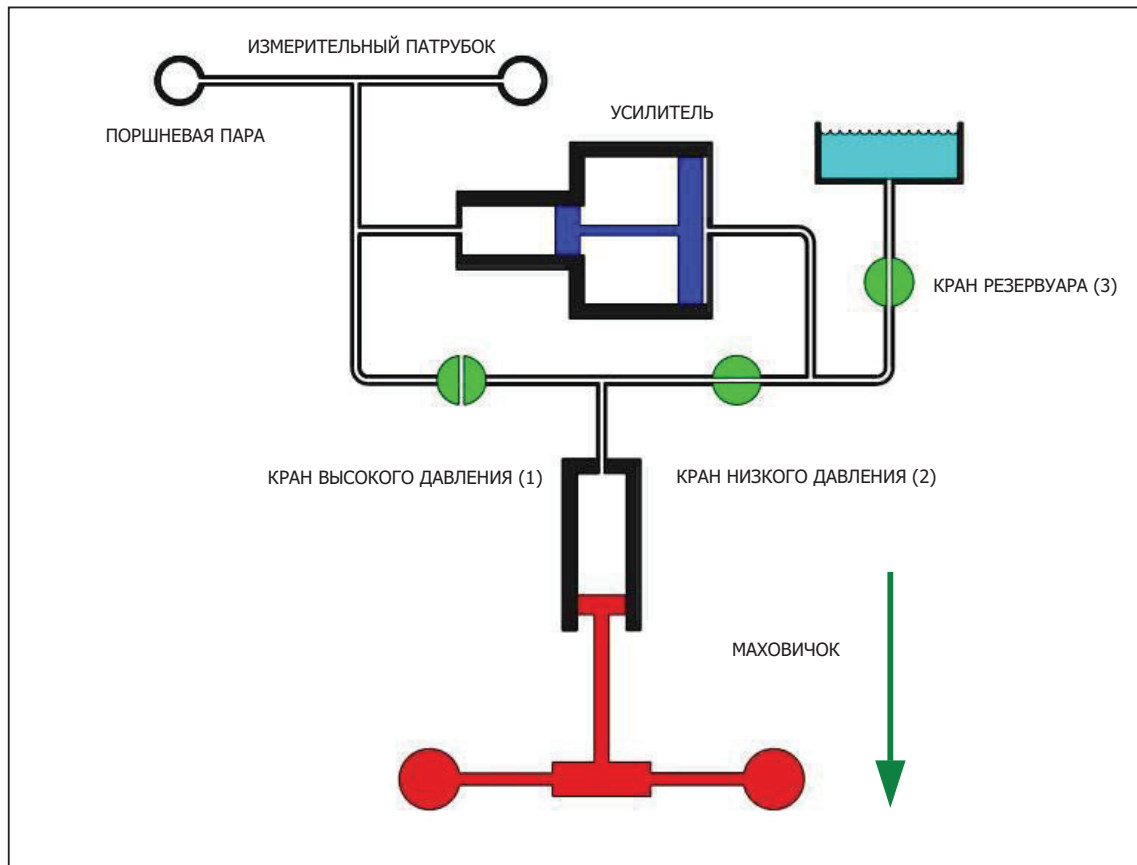 ИЗМЕРИТЕЛЬНЫЙ ПАТРУБОК
ПОРШНЕВАЯ ПАРА
УСИЛИТЕЛЬ
КРАН РЕЗЕРВУАРА (3)
КРАН ВЫСОКОГО ДАВЛЕНИЯ (1)
КРАН НИЗКОГО ДАВЛЕНИЯ (2)
МАХОВИЧОК